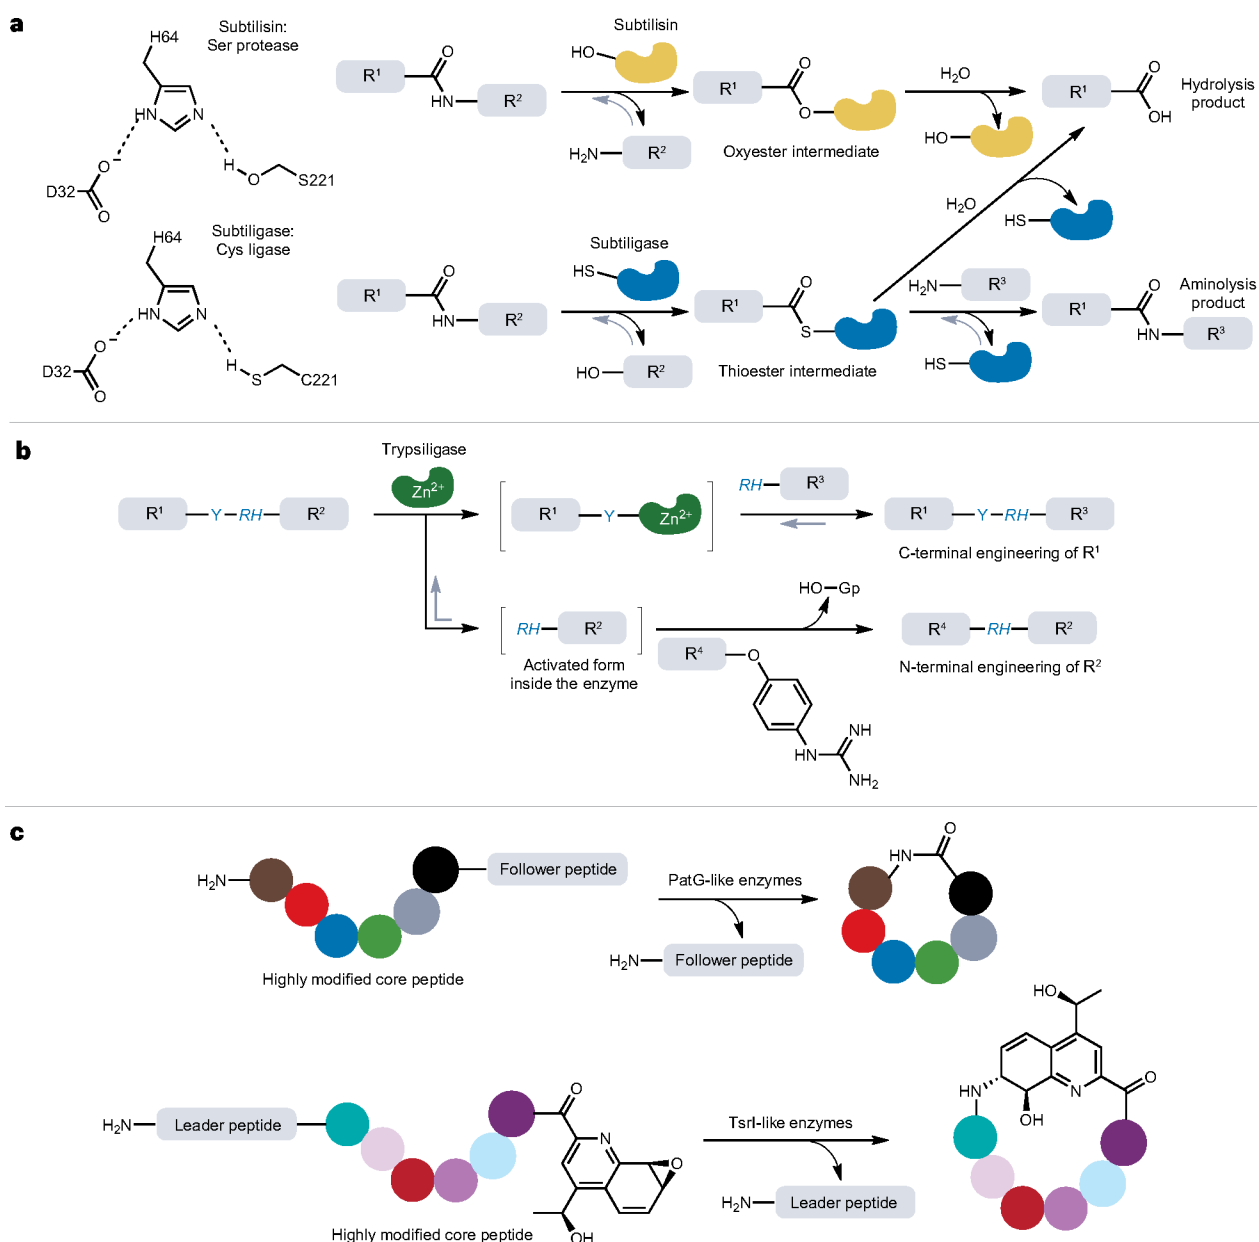 a
Subtilisin:
Ser protease
H64
HN
N
H
O
S221
O⁻
D32
O
R¹
O
HN
R²
Subtilisin
HO
H₂N
R²
R¹
O
O
Oxyester intermediate
H₂O
HO
R¹
O
OH
Hydrolysis
product
Subtiligase:
Cys ligase
H64
HN
N
H
S
C221
O⁻
D32
O
R¹
O
HN
R²
Subtiligase
HS
HO
R²
R¹
O
S
Thioester intermediate
H₂O
HS
H₂N
R³
HS
Aminolysis
product
R¹
O
HN
R³
b
Trypsiligase
Zn²⁺
R¹
Y
RH
R²
R¹
Y
Zn²⁺
RH
R³
R¹
Y
RH
R³
C-terminal engineering of R¹
RH
R²
Activated form
inside the enzyme
HO
Gp
R⁴
O
HN
NH
NH₂
R⁴
RH
R²
N-terminal engineering of R²
c
H₂N
Follower peptide
Highly modified core peptide
PatG-like enzymes
H₂N
Follower peptide
HN
O
H₂N
Leader peptide
O
N
O
OH
Highly modified core peptide
TsrI-like enzymes
H₂N
Leader peptide
HO
HN
N
O
OH